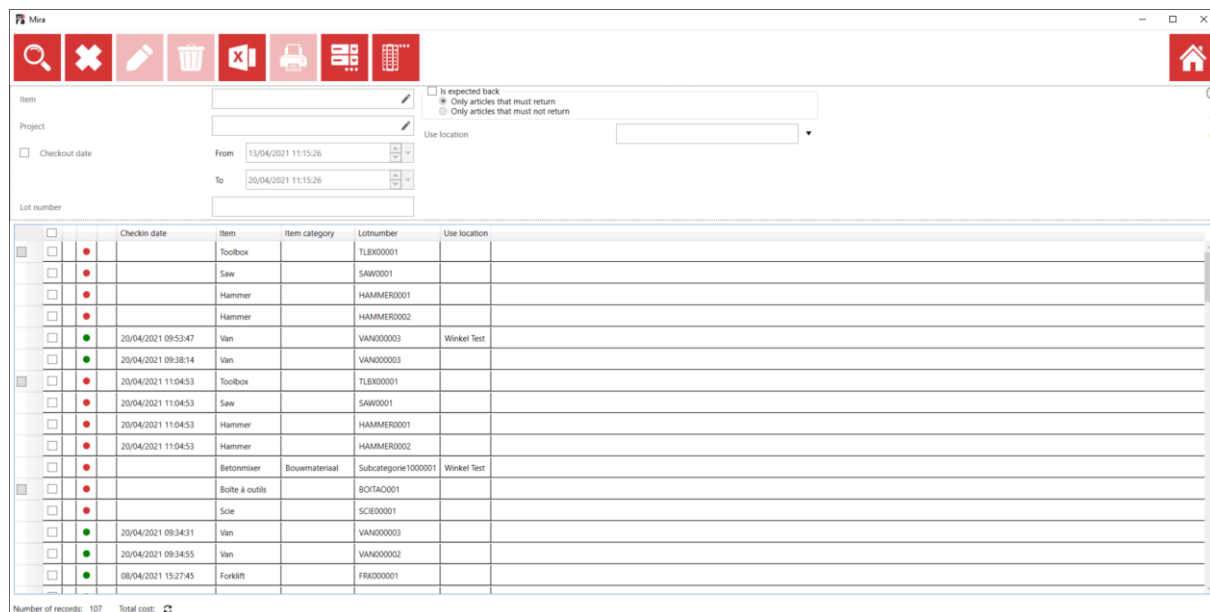 Mira
Item
Is expected back
Only articles that must return
Only articles that must not return
Project
Use location
Checkout date From 13/04/2021 11:15:26
To 20/04/2021 11:15:26
Lot number
Checkin date Item Item category Lotnumber Use location
Toolbox TLBX00001
Saw SAW0001
Hammer HAMMER0001
Hammer HAMMER0002
20/04/2021 09:53:47 Van VAN000003 Winkel Test
20/04/2021 09:38:14 Van VAN000003
20/04/2021 11:04:53 Toolbox TLBX00001
20/04/2021 11:04:53 Saw SAW0001
20/04/2021 11:04:53 Hammer HAMMER0001
20/04/2021 11:04:53 Hammer HAMMER0002
Betonmixer Bouwmateriaal Subcategorie1000001 Winkel Test
Boîte à outils BOITAO001
Scie SCIE00001
20/04/2021 09:34:31 Van VAN000003
20/04/2021 09:34:55 Van VAN000002
08/04/2021 15:27:45 Forklift FRK000001
Number of records: 107 Total cost: